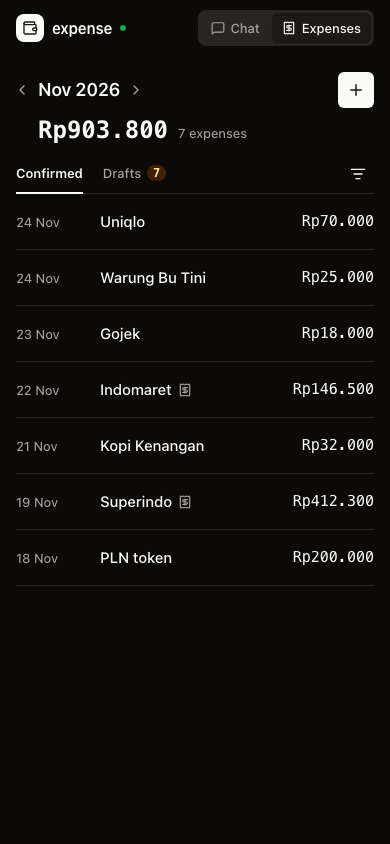 expense
Chat
Expenses
Nov 2026
Rp903.800 7 expenses
Confirmed Drafts 7
24 Nov Uniqlo Rp70.000
24 Nov Warung Bu Tini Rp25.000
23 Nov Gojek Rp18.000
22 Nov Indomaret Rp146.500
21 Nov Kopi Kenangan Rp32.000
19 Nov Superindo Rp412.300
18 Nov PLN token Rp200.000